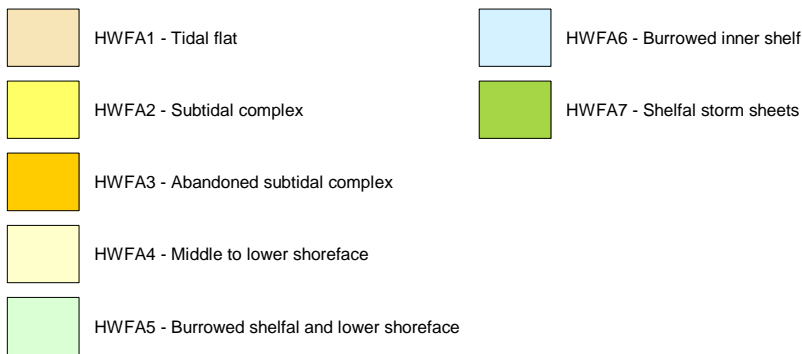 HWFA1 - Tidal flat
HWFA2 - Subtidal complex
HWFA3 - Abandoned subtidal complex
HWFA4 - Middle to lower shoreface
HWFA5 - Burrowed shelfal and lower shoreface
HWFA6 - Burrowed inner shelf
HWFA7 - Shelfal storm sheets